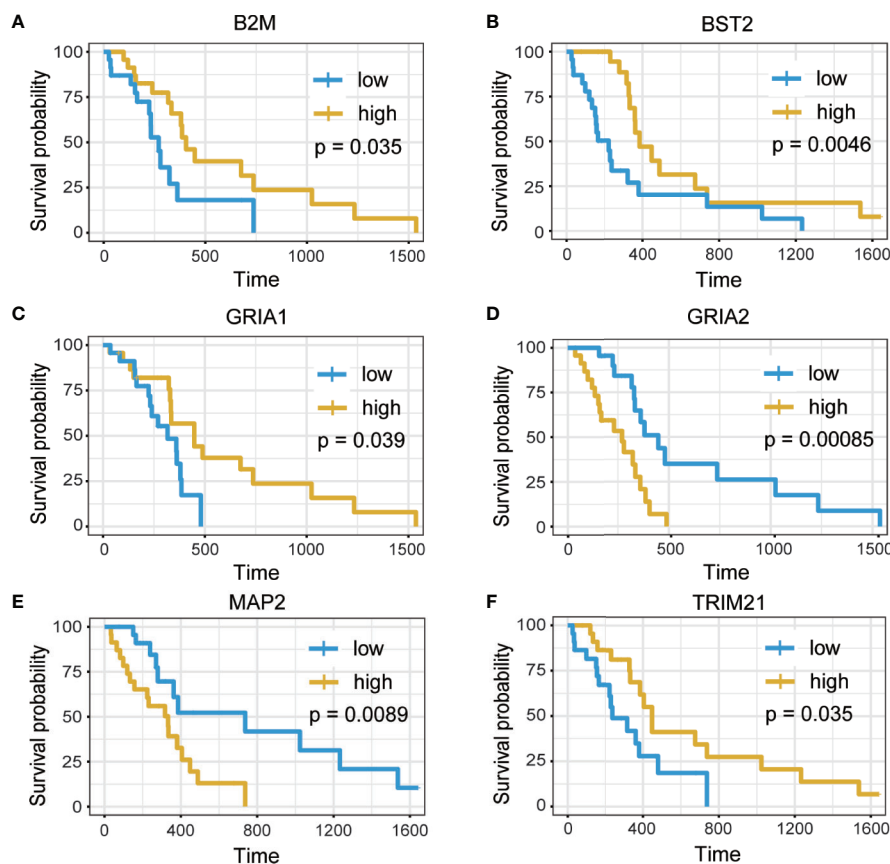 A B2M
Survival probability
100
75
50
25
0
low
high
p = 0.035
0 500 1000 1500
Time
B BST2
Survival probability
100
75
50
25
0
low
high
p = 0.0046
0 400 800 1200 1600
Time
C GRIA1
Survival probability
100
75
50
25
0
low
high
p = 0.039
0 500 1000 1500
Time
D GRIA2
Survival probability
100
75
50
25
0
low
high
p = 0.00085
0 500 1000 1500
Time
E MAP2
Survival probability
100
75
50
25
0
low
high
p = 0.0089
0 400 800 1200 1600
Time
F TRIM21
Survival probability
100
75
50
25
0
low
high
p = 0.035
0 400 800 1200 1600
Time